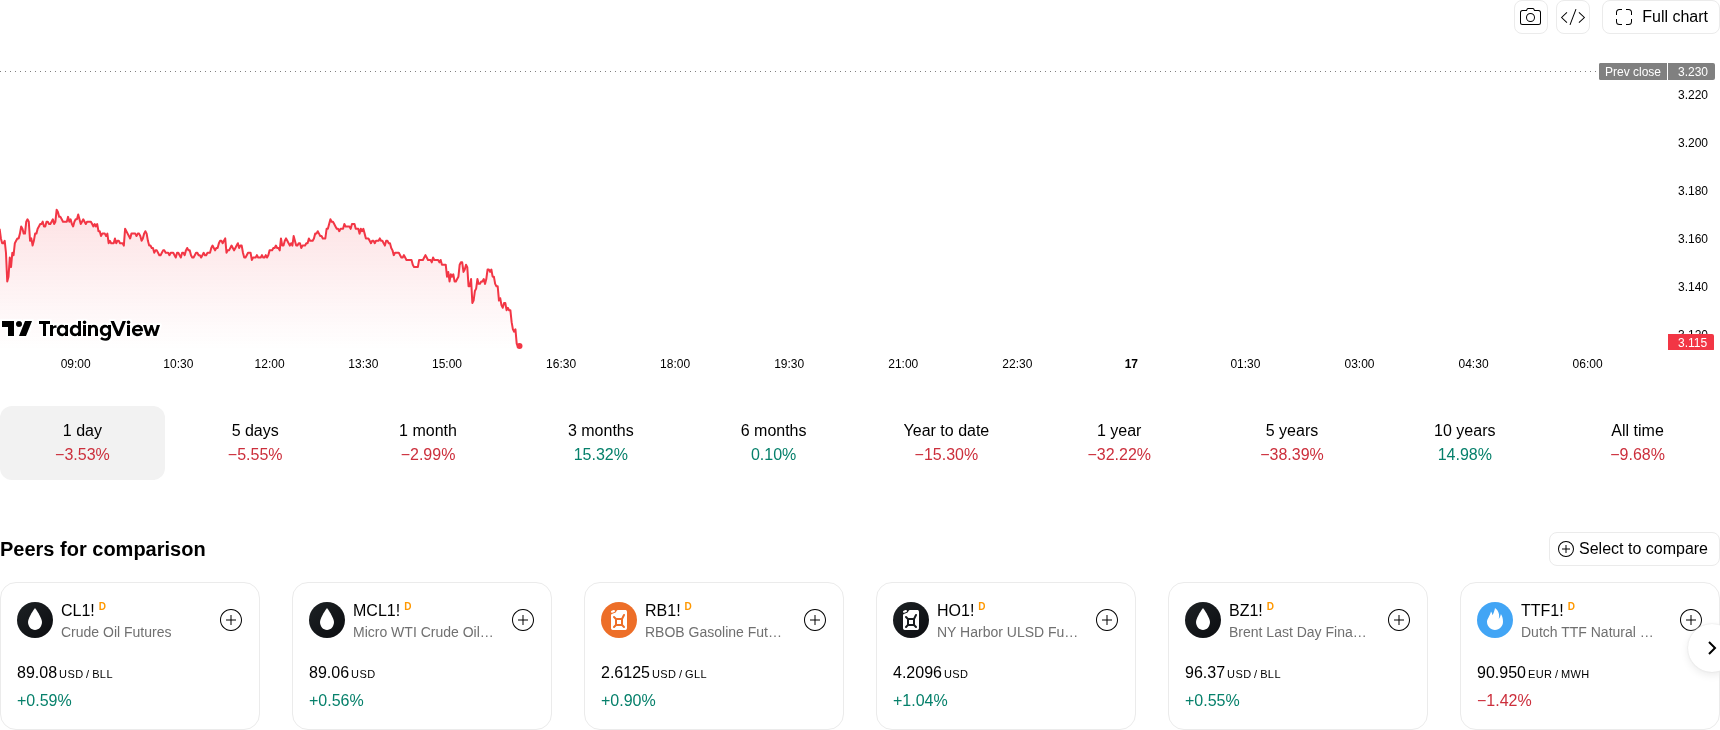 Full chart
Prev close 3.230
3.220
3.200
3.180
3.160
3.140
3.120
3.115
TradingView
09:00 10:30 12:00 13:30 15:00 16:30 18:00 19:30 21:00 22:30 17 01:30 03:00 04:30 06:00
1 day 5 days 1 month 3 months 6 months Year to date 1 year 5 years 10 years All time
−3.53% −5.55% −2.99% 15.32% 0.10% −15.30% −32.22% −38.39% 14.98% −9.68%
Peers for comparison
Select to compare
CL1! D
Crude Oil Futures
89.08 USD / BLL
+0.59%
MCL1! D
Micro WTI Crude Oil…
89.06 USD
+0.56%
RB1! D
RBOB Gasoline Fut…
2.6125 USD / GLL
+0.90%
HO1! D
NY Harbor ULSD Fu…
4.2096 USD
+1.04%
BZ1! D
Brent Last Day Fina…
96.37 USD / BLL
+0.55%
TTF1! D
Dutch TTF Natural …
90.950 EUR / MWH
−1.42%